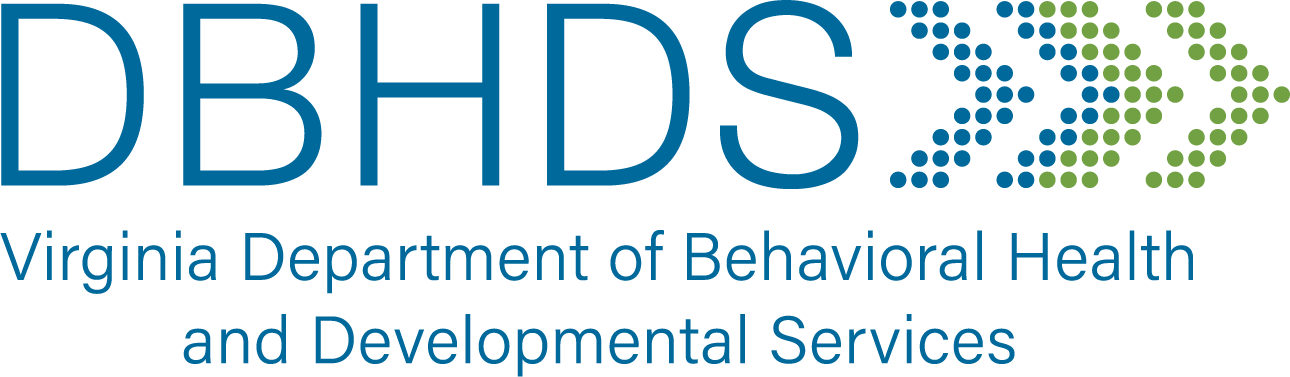 DBHDS
Virginia Department of Behavioral Health
and Developmental Services